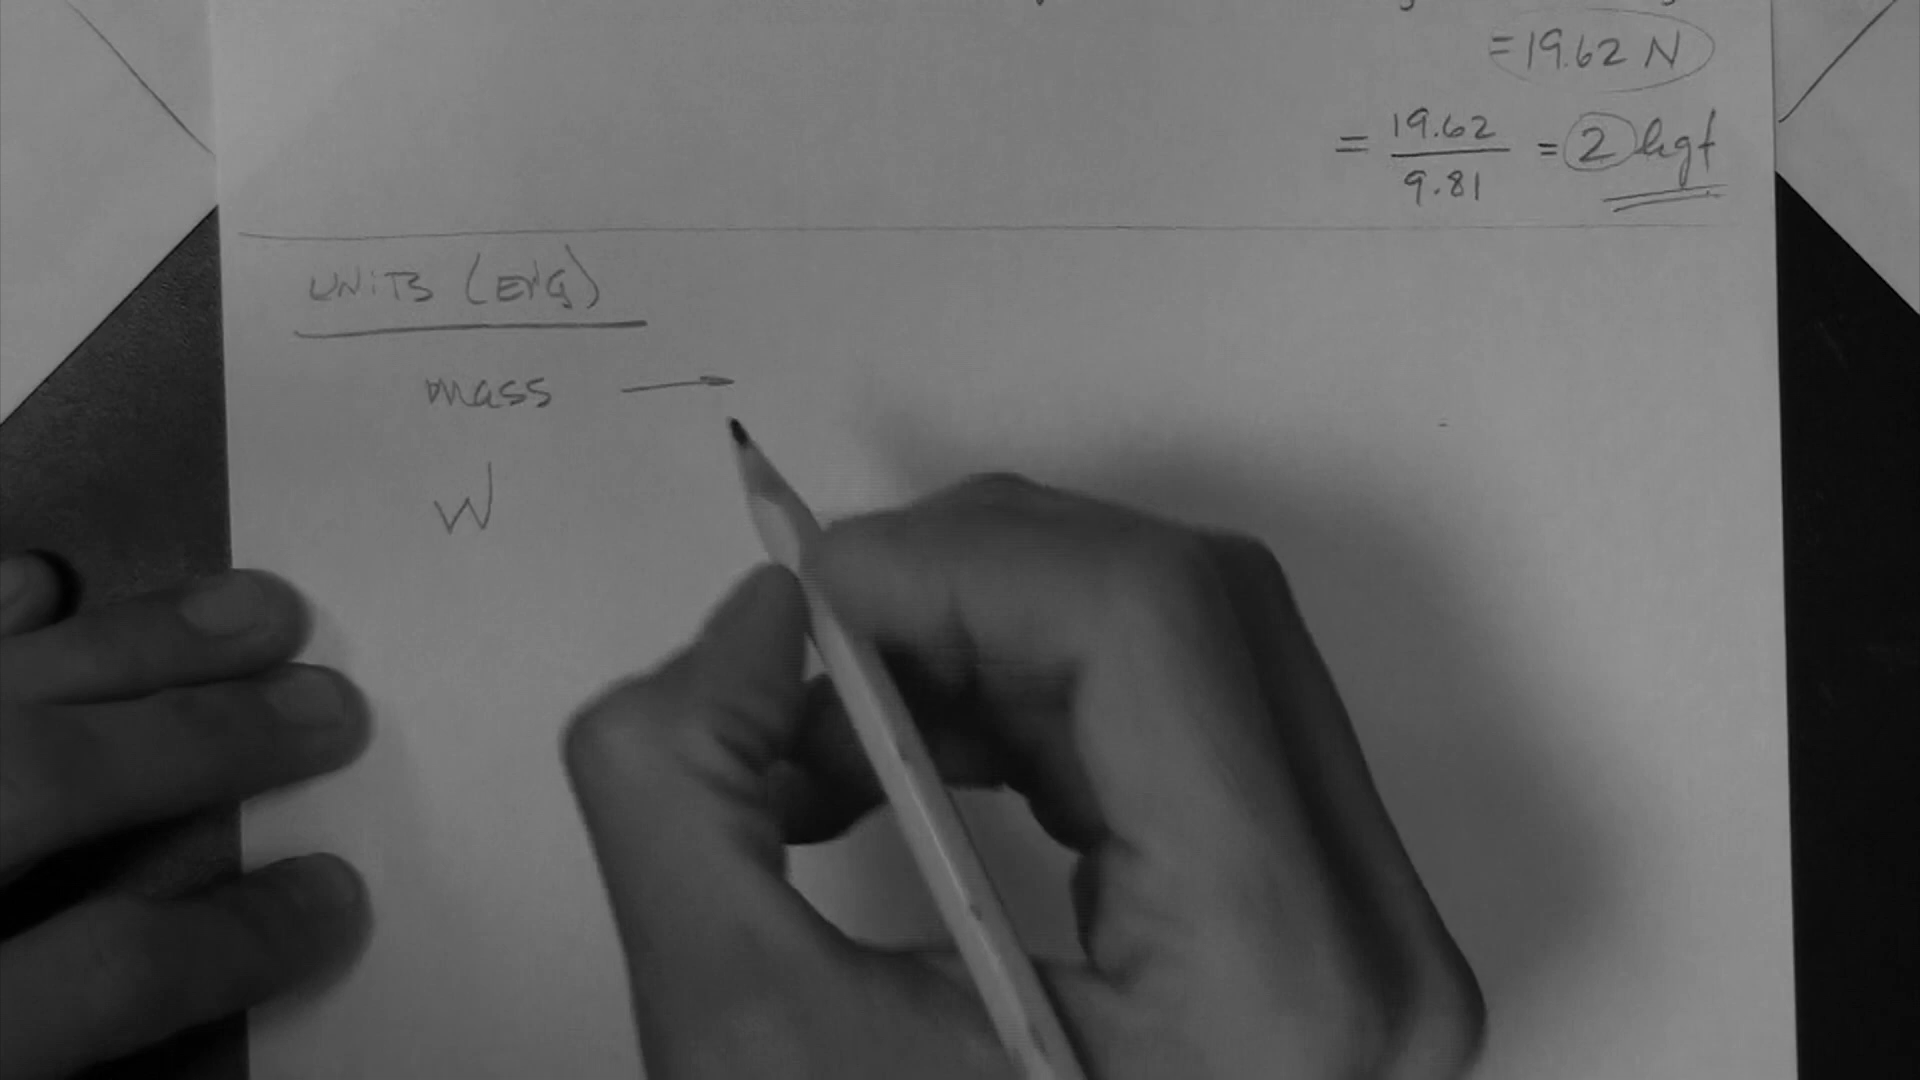 = 19.62 N
= 19.62 / 9.81 = 2 kgf
UNITS (Eng)
mass →
W